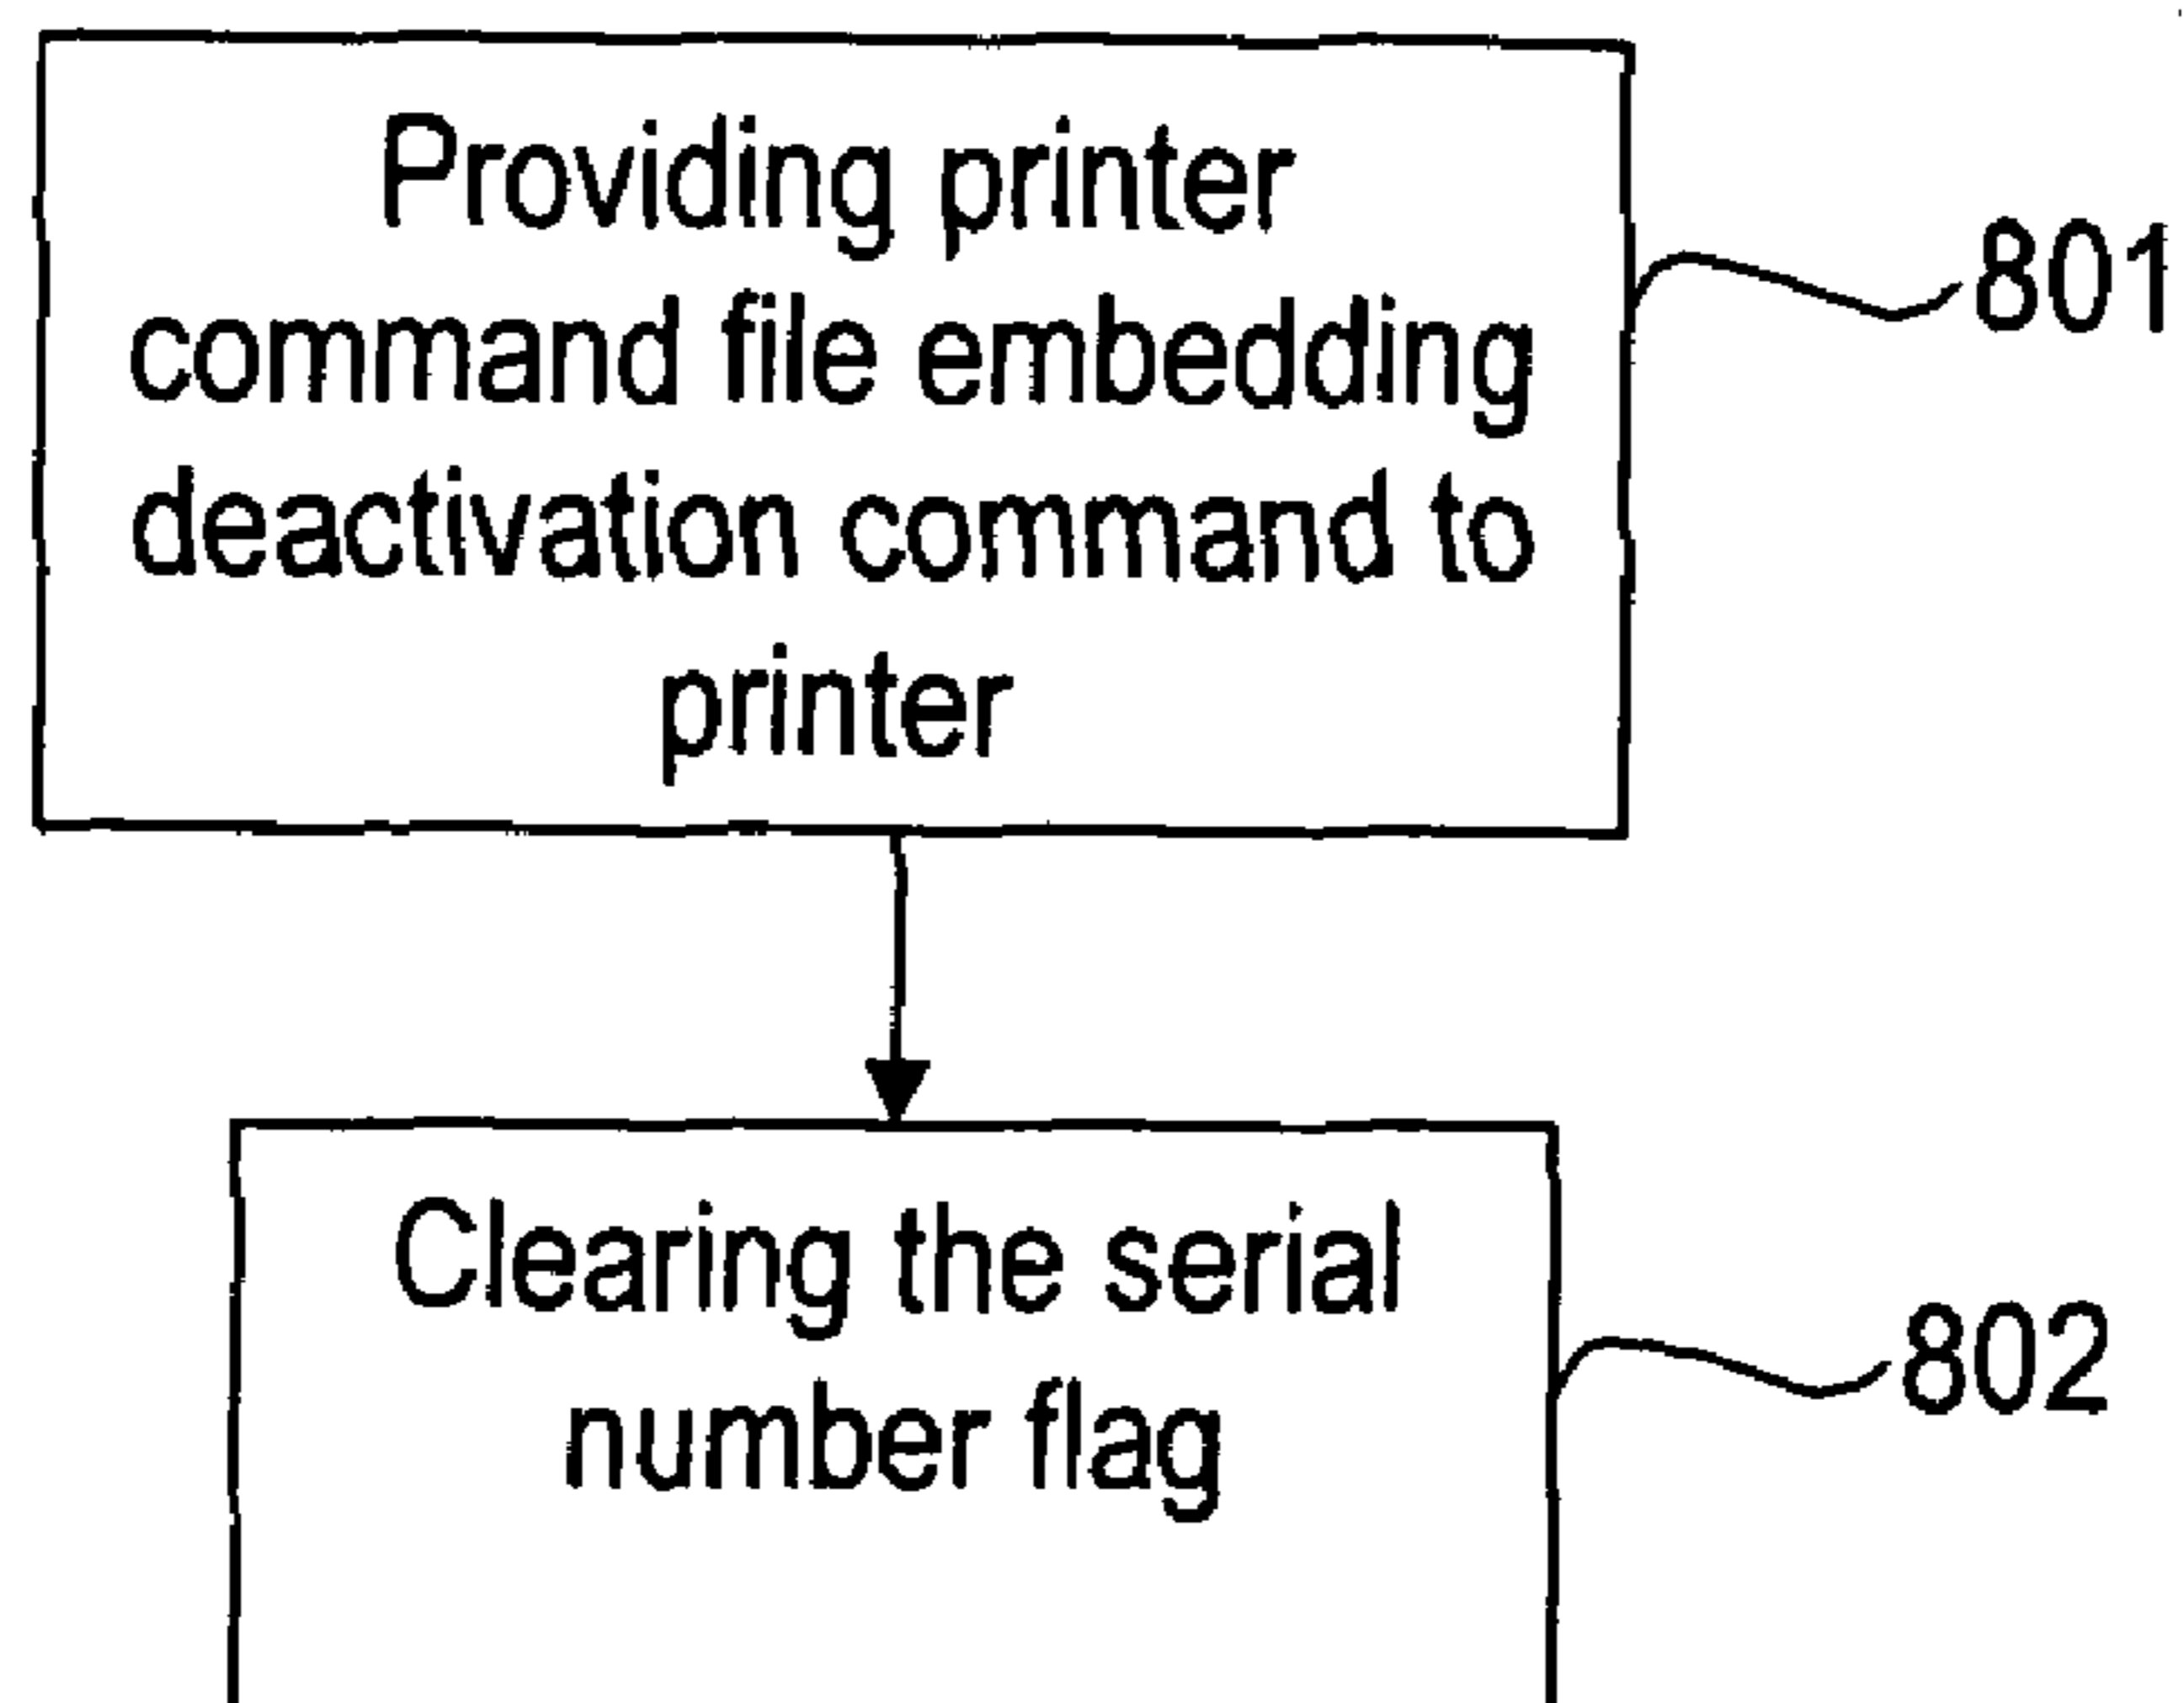 Providing printer
command file embedding
deactivation command to
printer
801
Clearing the serial
number flag
802